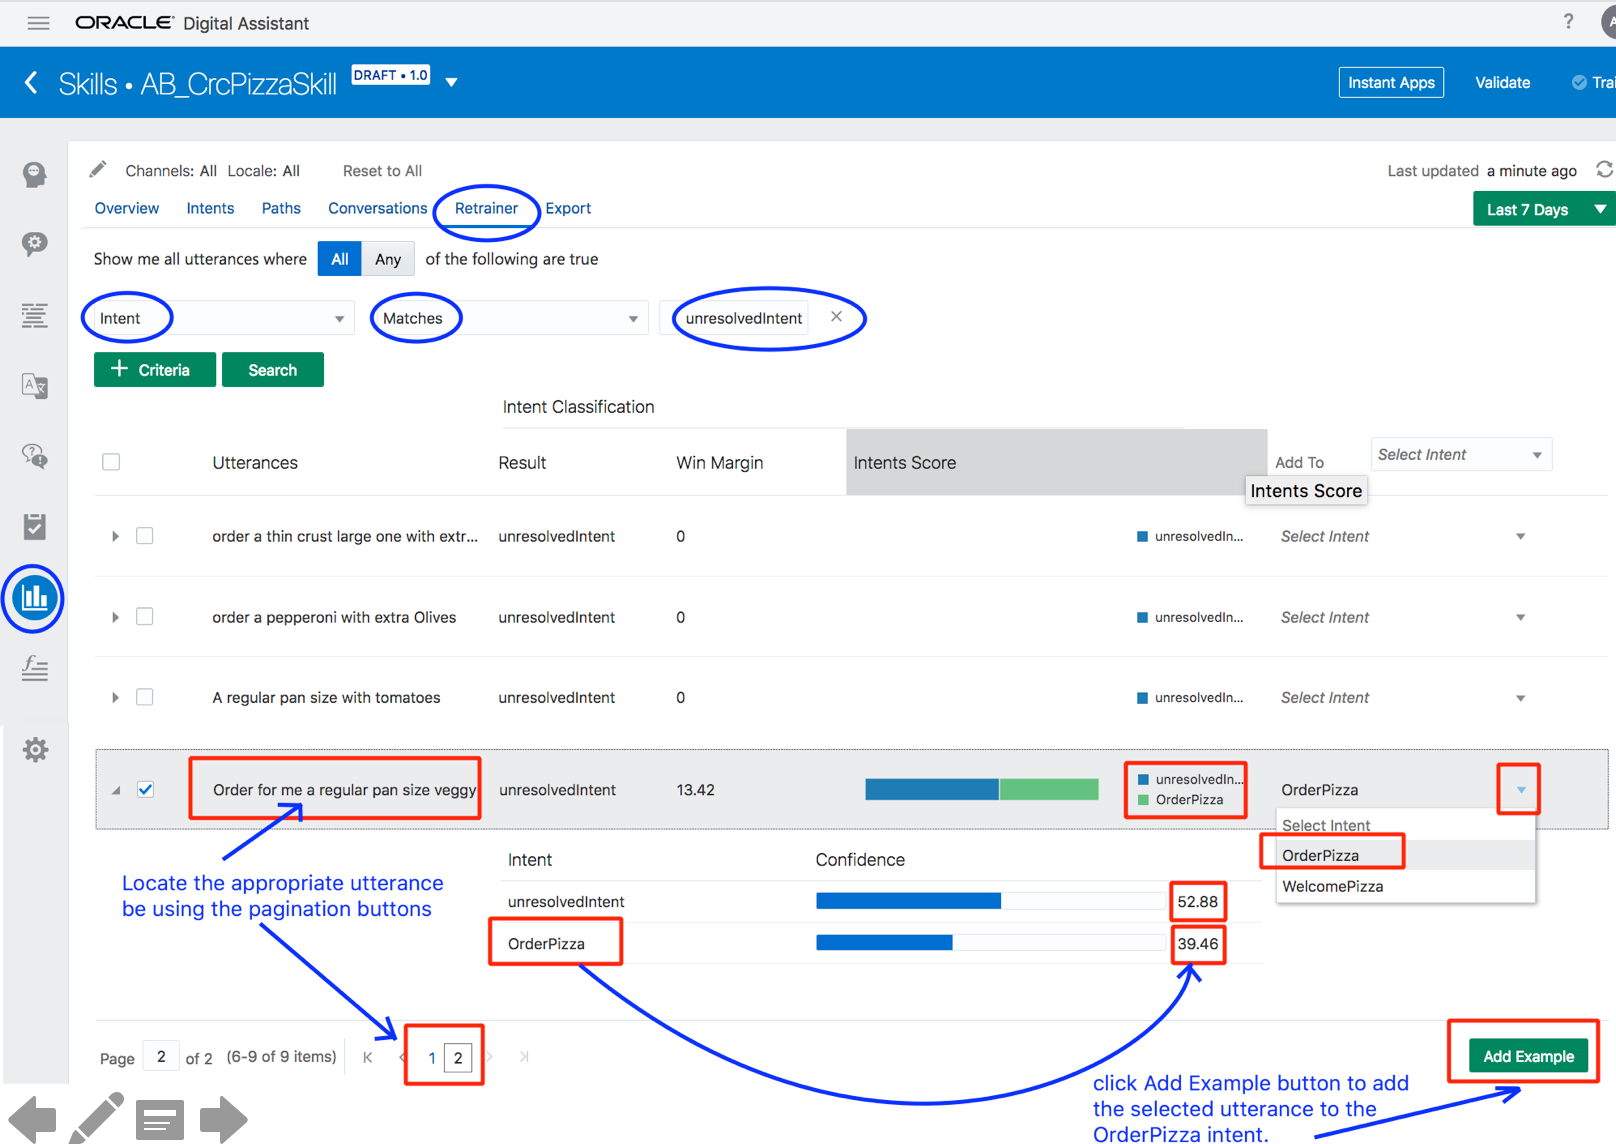 ORACLE® Digital Assistant ?
Skills • AB_CrcPizzaSkill DRAFT • 1.0 Instant Apps Validate
Channels: All Locale: All Reset to All Last updated a minute ago
Overview Intents Paths Conversations Retrainer Export Last 7 Days
Show me all utterances where All Any of the following are true
Intent Matches unresolvedIntent ×
+ Criteria Search
Intent Classification
Utterances Result Win Margin Intents Score Add To Select Intent
Intents Score
order a thin crust large one with extr... unresolvedIntent 0 unresolvedIn... Select Intent
order a pepperoni with extra Olives unresolvedIntent 0 unresolvedIn... Select Intent
A regular pan size with tomatoes unresolvedIntent 0 unresolvedIn... Select Intent
Order for me a regular pan size veggy unresolvedIntent 13.42 unresolvedIn... OrderPizza
OrderPizza
Select Intent
OrderPizza
WelcomePizza
Intent Confidence
unresolvedIntent 52.88
OrderPizza 39.46
Locate the appropriate utterance
be using the pagination buttons
Page 2 of 2 (6-9 of 9 items) 1 2
Add Example
click Add Example button to add
the selected utterance to the
OrderPizza intent.